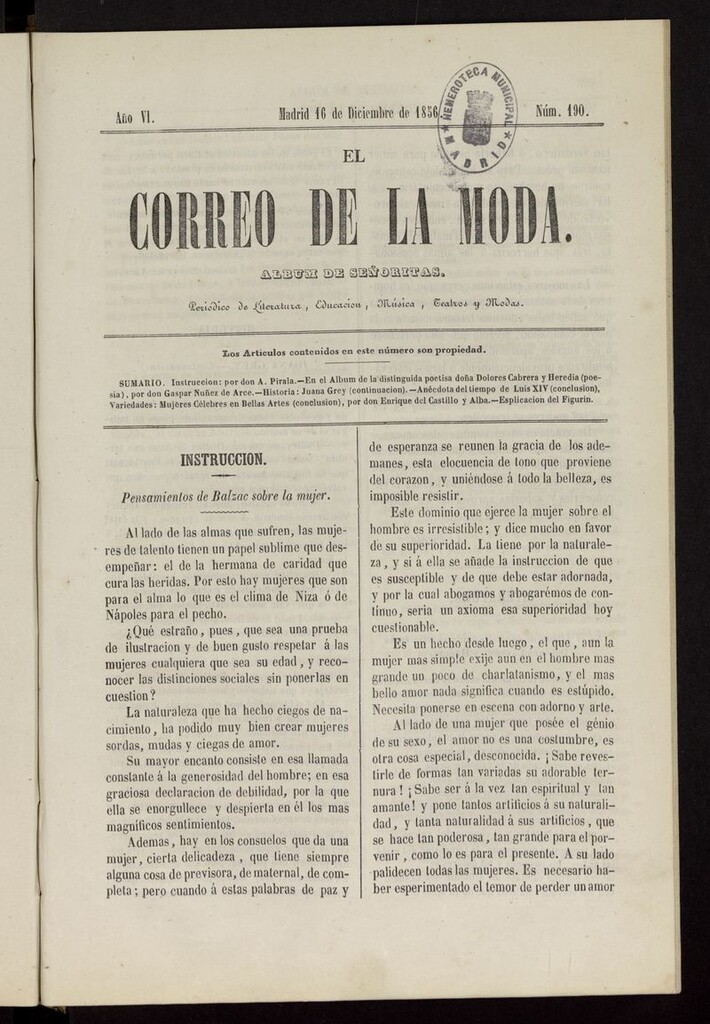 Año VI.
Madrid 16 de Diciembre de 1856
Núm. 190.
HEMEROTECA MUNICIPAL
★ MADRID ★
EL
CORREO DE LA MODA.
ALBUM DE SEÑORITAS.
Periódico de Literatura, Educacion, Música, Teatros y Modas.
Los Articulos contenidos en este número son propiedad.
SUMARIO. Instruccion: por don A. Pirala.—En el Album de la distinguida poetisa doña Dolores Cabrera y Heredia (poe-
sia), por don Gaspar Nuñez de Arce.—Historia: Juana Grey (continuacion).—Anécdota del tiempo de Luis XIV (conclusion),
Variedades: Mujeres Célebres en Bellas Artes (conclusion), por don Enrique del Castillo y Alba.—Esplicacion del Figurin.
INSTRUCCION.
Pensamientos de Balzac sobre la mujer.
Al lado de las almas que sufren, las muje-
res de talento tienen un papel sublime que des-
empeñar: el de la hermana de caridad que
cura las heridas. Por esto hay mujeres que son
para el alma lo que es el clima de Niza ó de
Nápoles para el pecho.
¿Qué estraño, pues, que sea una prueba
de ilustracion y de buen gusto respetar á las
mujeres cualquiera que sea su edad, y reco-
nocer las distinciones sociales sin ponerlas en
cuestion?
La naturaleza que ha hecho ciegos de na-
cimiento, ha podido muy bien crear mujeres
sordas, mudas y ciegas de amor.
Su mayor encanto consiste en esa llamada
constante á la generosidad del hombre; en esa
graciosa declaracion de debilidad, por la que
ella se enorgullece y despierta en él los mas
magníficos sentimientos.
Ademas, hay en los consuelos que da una
mujer, cierta delicadeza, que tiene siempre
alguna cosa de previsora, de maternal, de com-
pleta; pero cuando á estas palabras de paz y
de esperanza se reunen la gracia de los ade-
manes, esta elocuencia de tono que proviene
del corazon, y uniéndose á todo la belleza, es
imposible resistir.
Este dominio que ejerce la mujer sobre el
hombre es irresistible; y dice mucho en favor
de su superioridad. La tiene por la naturale-
za, y si á ella se añade la instruccion de que
es susceptible y de que debe estar adornada,
y por la cual abogamos y abogarémos de con-
tínuo, seria un axioma esa superioridad hoy
cuestionable.
Es un hecho desde luego, el que, aun la
mujer mas simple exije aun en el hombre mas
grande un poco de charlatanismo, y el mas
bello amor nada significa cuando es estúpido.
Necesita ponerse en escena con adorno y arte.
Al lado de una mujer que posée el génio
de su sexo, el amor no es una costumbre, es
otra cosa especial, desconocida. ¡Sabe reves-
tirle de formas tan variadas su adorable ter-
nura! ¡Sabe ser á la vez tan espiritual y tan
amante! y pone tantos artificios á su naturali-
dad, y tanta naturalidad á sus artificios, que
se hace tan poderosa, tan grande para el por-
venir, como lo es para el presente. A su lado
palidecen todas las mujeres. Es necesario ha-
ber esperimentado el temor de perder un amor